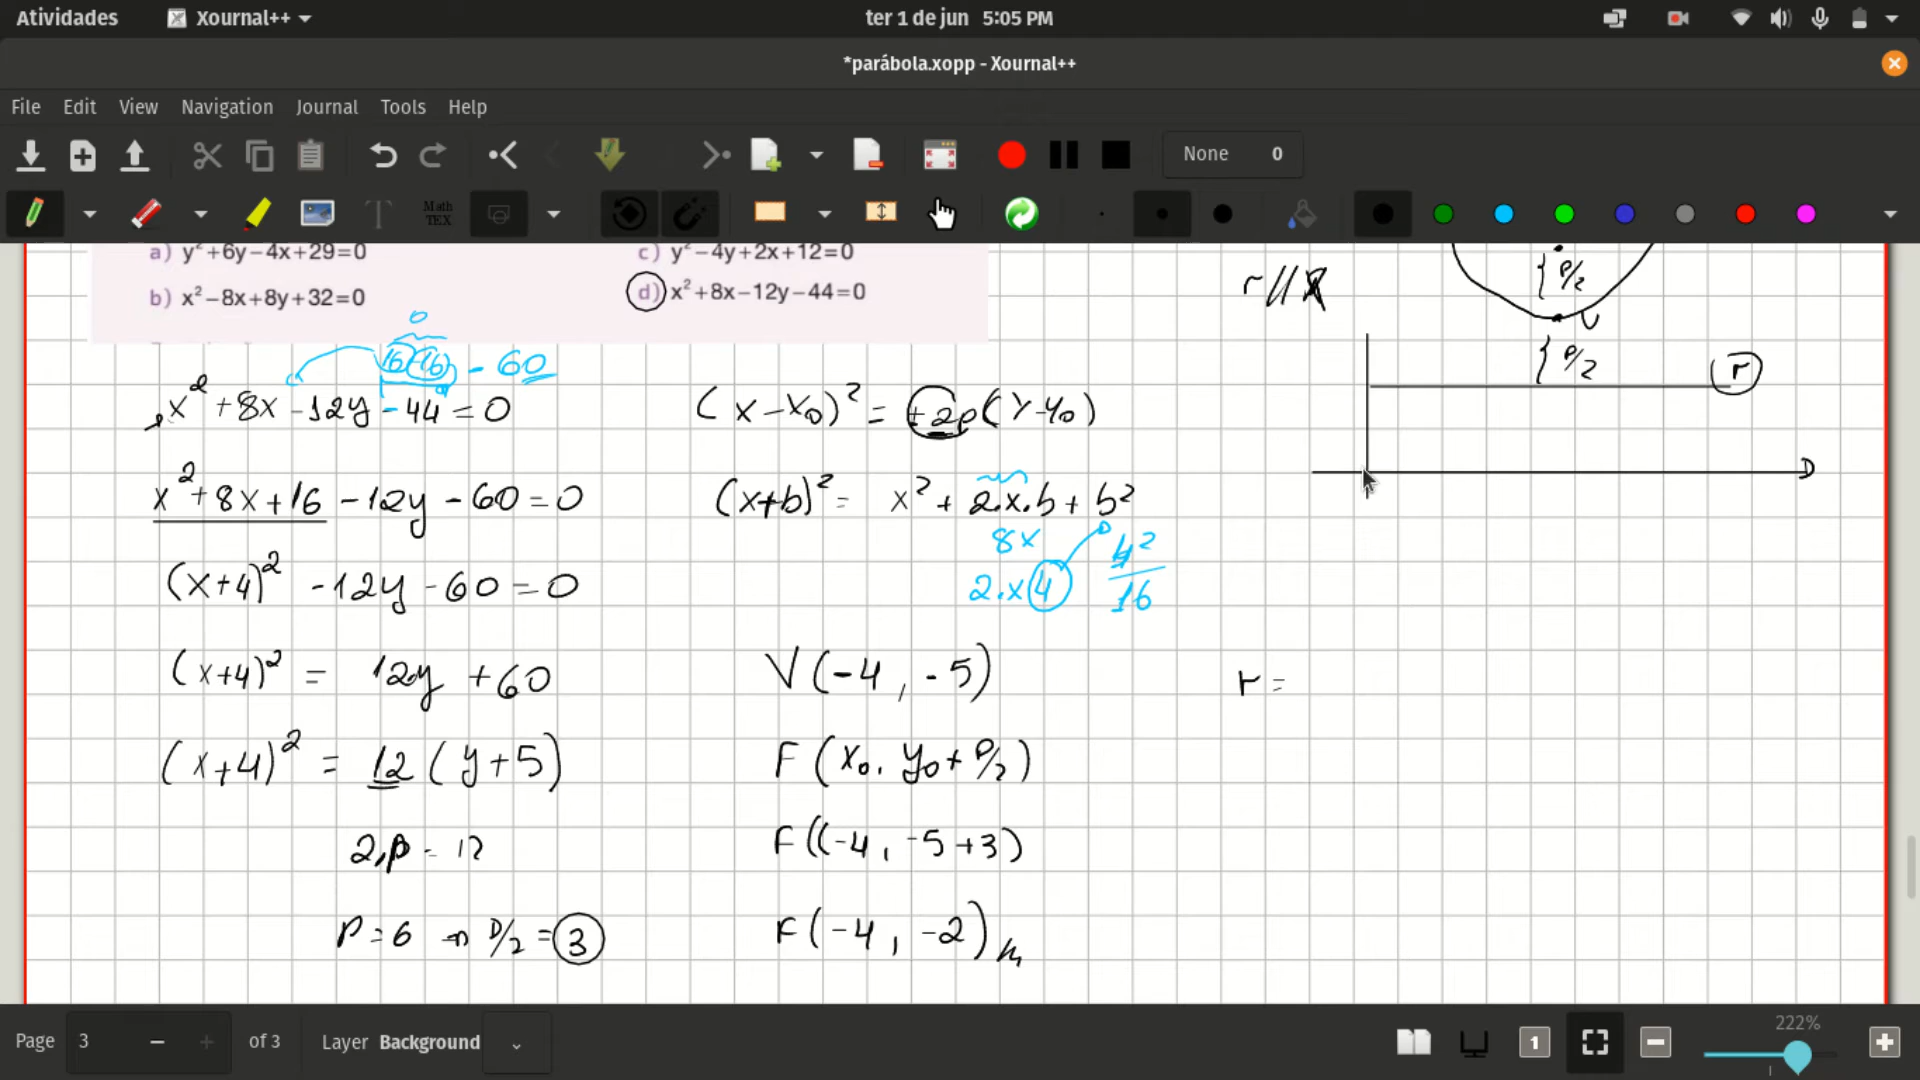 Atividades Xournal++ ter 1 de jun 5:05 PM
*parábola.xopp - Xournal++
File Edit View Navigation Journal Tools Help
None 0
Math TEX
a) y²+6y−4x+29=0 c) y²−4y+2x+12=0
b) x²−8x+8y+32=0 d) x²+8x−12y−44=0
r//X
P/2
V
P/2
r
0
16 -16 - 60
x² + 8x - 12y - 44 = 0
(x - x₀)² = +2p(y - y₀)
x² + 8x + 16 - 12y - 60 = 0
(x+b)² = x² + 2.x.b + b²
8x 4²
2.x 4 16
(x+4)² - 12y - 60 = 0
(x+4)² = 12y + 60
V(-4, -5)
r =
(x+4)² = 12(y+5)
F(x₀, y₀ + P/2)
2.p = 12
F((-4, -5+3)
P = 6 → P/2 = 3
F(-4, -2)
Page 3 of 3 Layer Background 222%
1